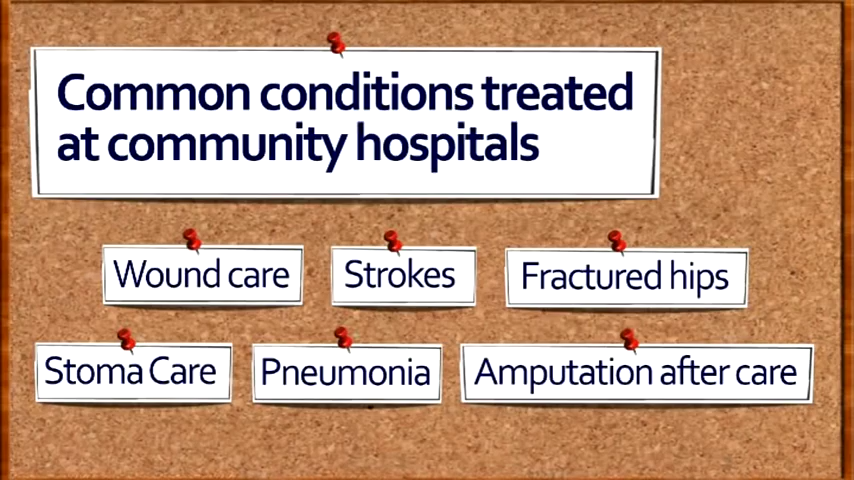 Common conditions treated
at community hospitals
Wound care
Strokes
Fractured hips
Stoma Care
Pneumonia
Amputation after care